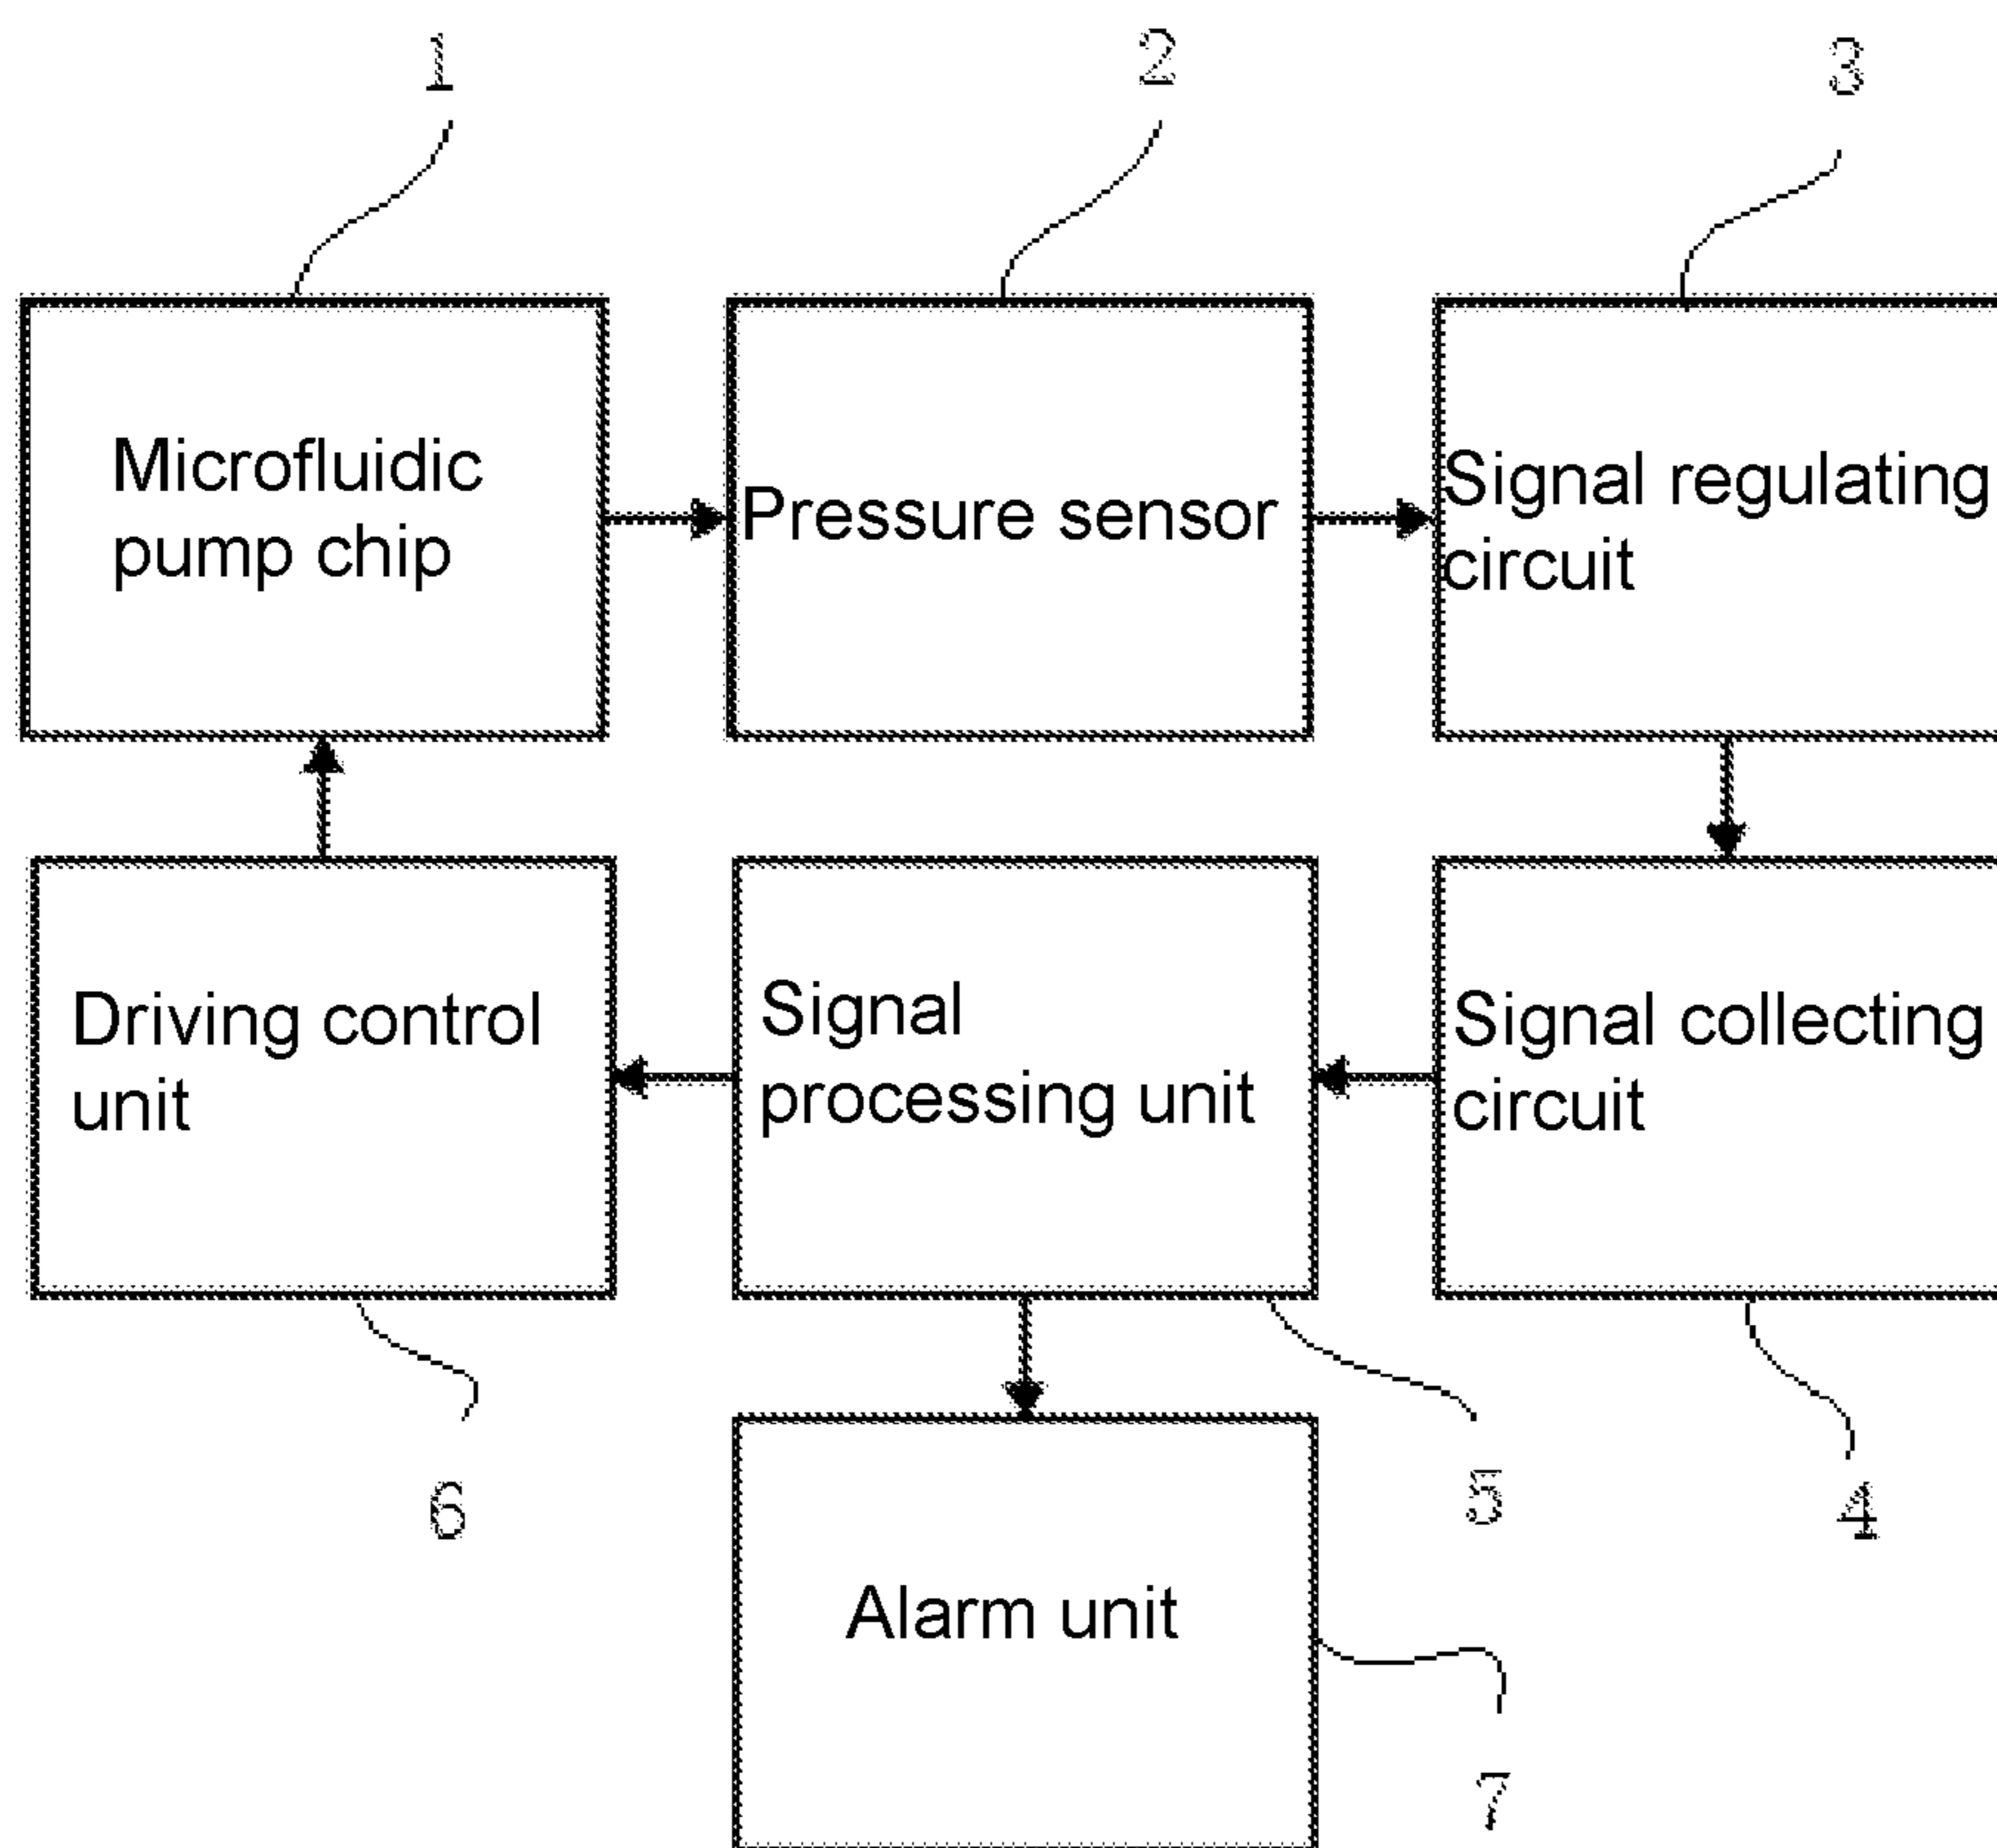 1
2
3
Microfluidic
pump chip
Pressure sensor
Signal regulating
circuit
Driving control
unit
Signal
processing unit
Signal collecting
circuit
6
5
4
Alarm unit
7